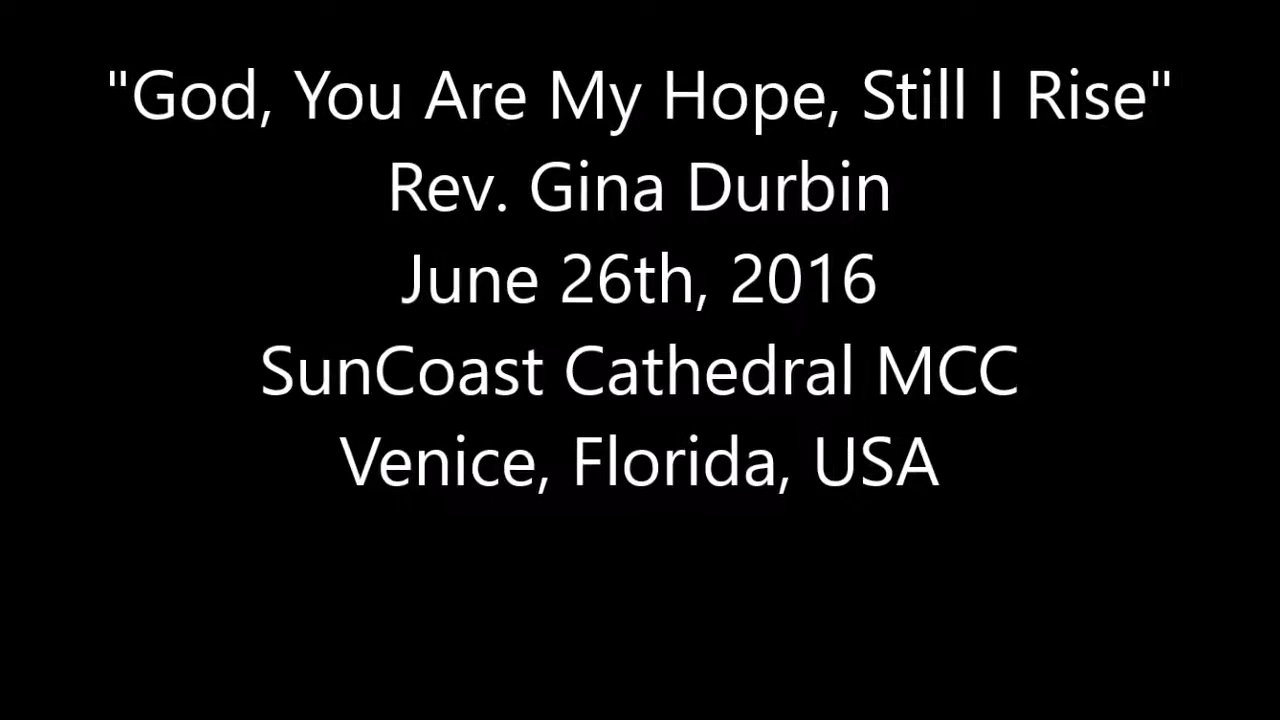 "God, You Are My Hope, Still I Rise"
Rev. Gina Durbin
June 26th, 2016
SunCoast Cathedral MCC
Venice, Florida, USA